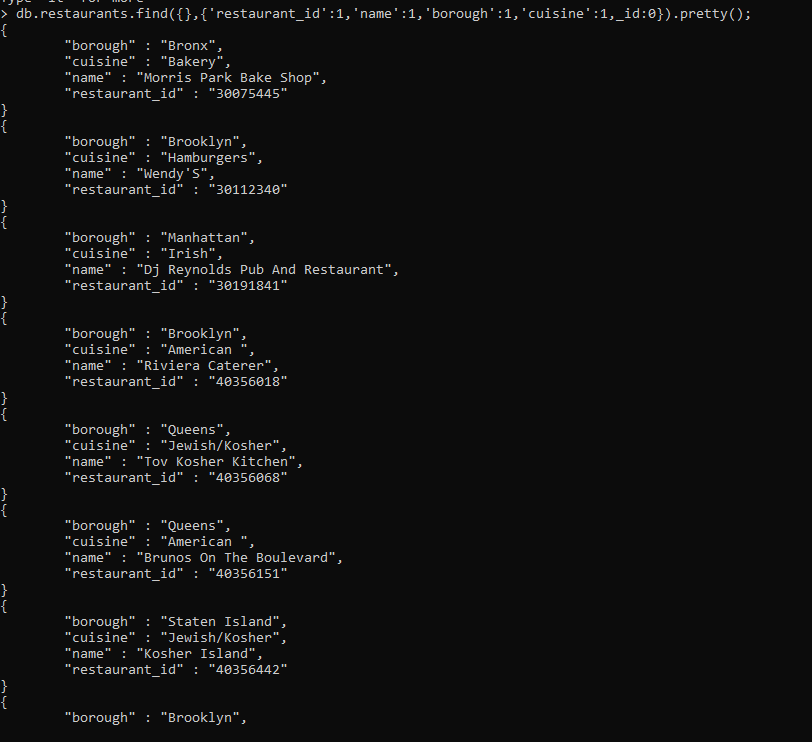 Type "it" for more
> db.restaurants.find({},{'restaurant_id':1,'name':1,'borough':1,'cuisine':1,_id:0}).pretty();
{
        "borough" : "Bronx",
        "cuisine" : "Bakery",
        "name" : "Morris Park Bake Shop",
        "restaurant_id" : "30075445"
}
{
        "borough" : "Brooklyn",
        "cuisine" : "Hamburgers",
        "name" : "Wendy'S",
        "restaurant_id" : "30112340"
}
{
        "borough" : "Manhattan",
        "cuisine" : "Irish",
        "name" : "Dj Reynolds Pub And Restaurant",
        "restaurant_id" : "30191841"
}
{
        "borough" : "Brooklyn",
        "cuisine" : "American ",
        "name" : "Riviera Caterer",
        "restaurant_id" : "40356018"
}
{
        "borough" : "Queens",
        "cuisine" : "Jewish/Kosher",
        "name" : "Tov Kosher Kitchen",
        "restaurant_id" : "40356068"
}
{
        "borough" : "Queens",
        "cuisine" : "American ",
        "name" : "Brunos On The Boulevard",
        "restaurant_id" : "40356151"
}
{
        "borough" : "Staten Island",
        "cuisine" : "Jewish/Kosher",
        "name" : "Kosher Island",
        "restaurant_id" : "40356442"
}
{
        "borough" : "Brooklyn",